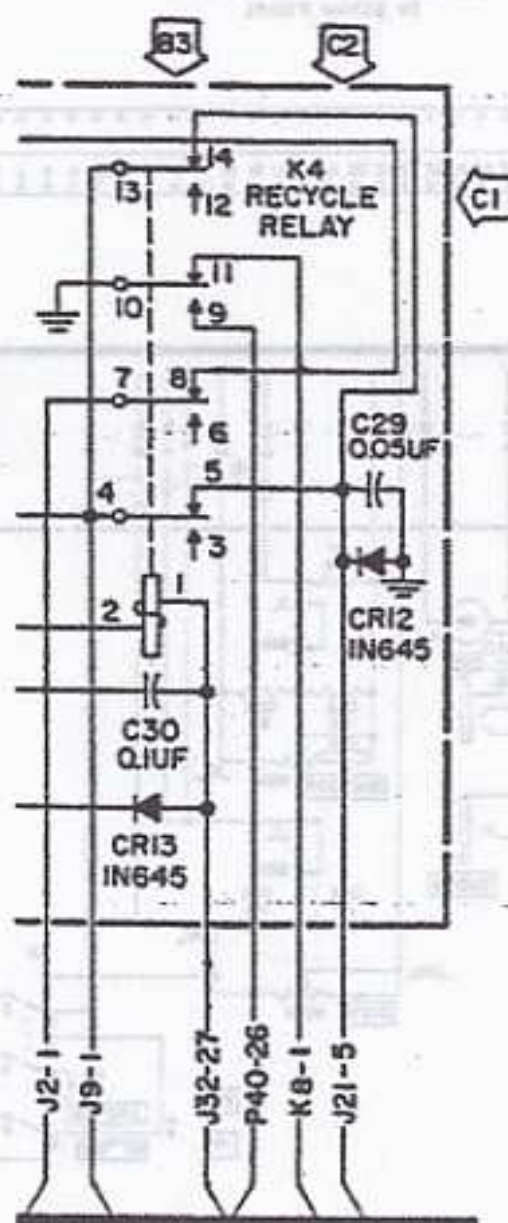 B3
C2
14
K4
13
12
RECYCLE
RELAY
C1
11
10
9
7
8
6
C29
0.05UF
5
4
3
1
2
CR12
1N645
C30
0.1UF
CR13
1N645
J2-1
J9-1
J32-27
P40-26
K8-1
J21-5